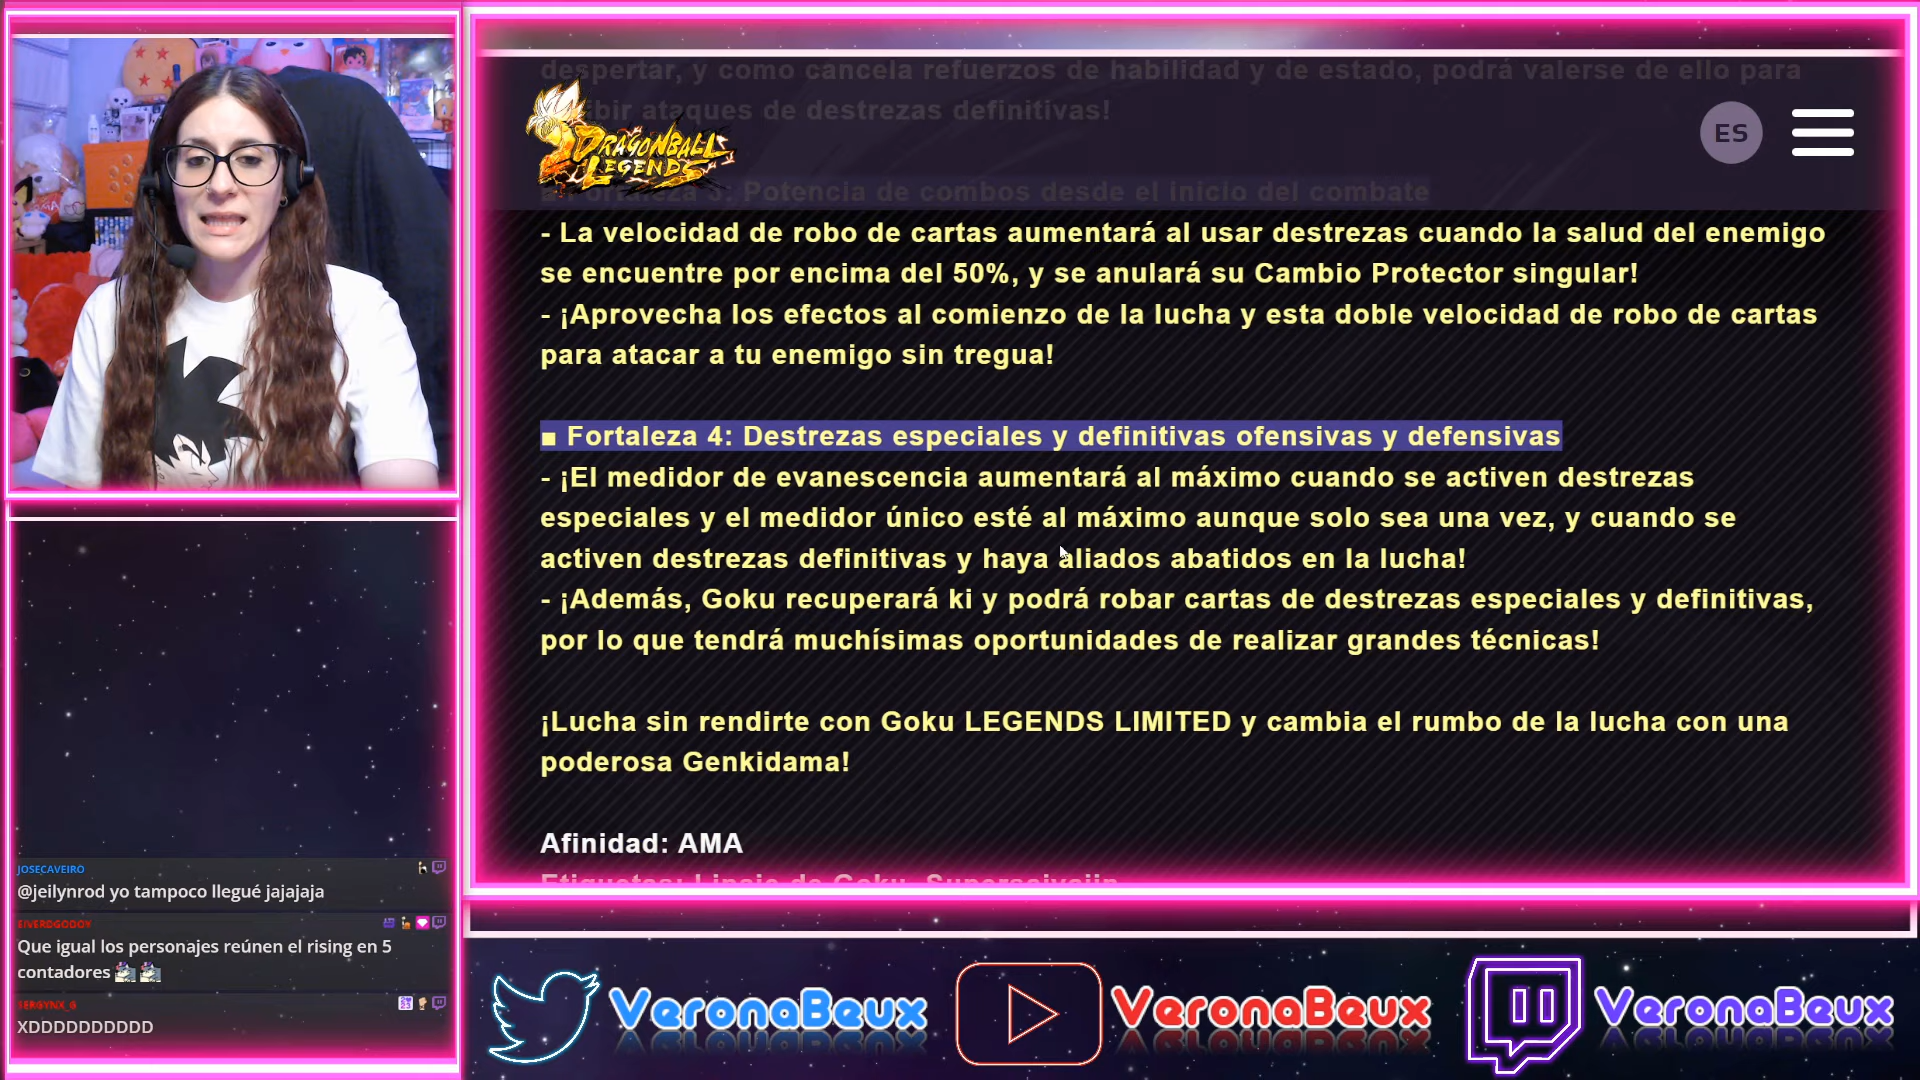 despertar, y como cancela refuerzos de habilidad y de estado, podrá valerse de ello para
ataques de destrezas definitivas!
DRAGONBALL
LEGENDS
ES
Potencia de combos desde el inicio del combate
- La velocidad de robo de cartas aumentará al usar destrezas cuando la salud del enemigo
se encuentre por encima del 50%, y se anulará su Cambio Protector singular!
- ¡Aprovecha los efectos al comienzo de la lucha y esta doble velocidad de robo de cartas
para atacar a tu enemigo sin tregua!
■ Fortaleza 4: Destrezas especiales y definitivas ofensivas y defensivas
- ¡El medidor de evanescencia aumentará al máximo cuando se activen destrezas
especiales y el medidor único esté al máximo aunque solo sea una vez, y cuando se
activen destrezas definitivas y haya aliados abatidos en la lucha!
- ¡Además, Goku recuperará ki y podrá robar cartas de destrezas especiales y definitivas,
por lo que tendrá muchísimas oportunidades de realizar grandes técnicas!
¡Lucha sin rendirte con Goku LEGENDS LIMITED y cambia el rumbo de la lucha con una
poderosa Genkidama!
Afinidad: AMA
Etiquetas: Linaje de Goku, Supersaiyajin
JOSECAVEIRO
@jeilynrod yo tampoco llegué jajajaja
EIVERDGODOY
Que igual los personajes reúnen el rising en 5
contadores
SERGYNX_G
XDDDDDDDDDD
VeronaBeux
VeronaBeux
VeronaBeux